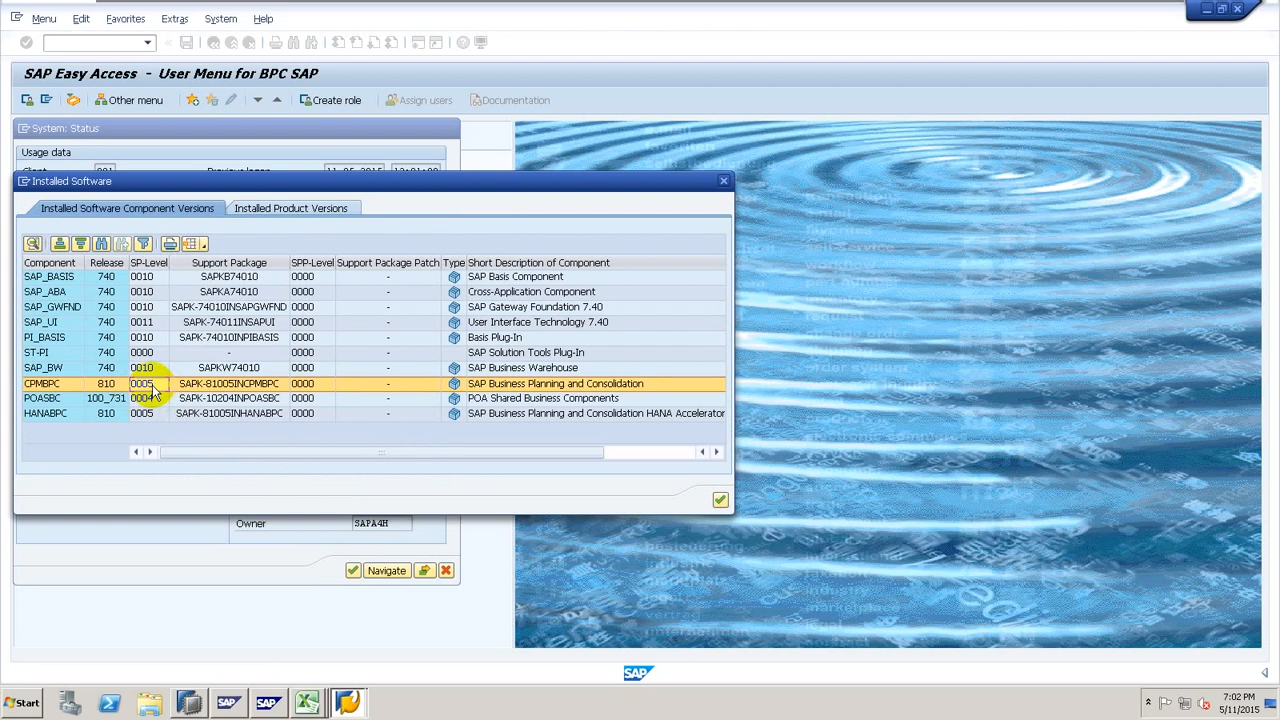 Menu Edit Favorites Extras System Help
SAP Easy Access - User Menu for BPC SAP
Other menu Create role Assign users Documentation
System: Status
Usage data
Installed Software
Installed Software Component Versions Installed Product Versions
Component Release SP-Level Support Package SPP-Level Support Package Patch Type Short Description of Component
SAP_BASIS 740 0010 SAPKB74010 0000 - SAP Basis Component
SAP_ABA 740 0010 SAPKA74010 0000 - Cross-Application Component
SAP_GWFND 740 0010 SAPK-74010INSAPGWFND 0000 - SAP Gateway Foundation 7.40
SAP_UI 740 0011 SAPK-74011INSAPUI 0000 - User Interface Technology 7.40
PI_BASIS 740 0010 SAPK-74010INPIBASIS 0000 - Basis Plug-In
ST-PI 740 0000 - 0000 - SAP Solution Tools Plug-In
SAP_BW 740 0010 SAPKW74010 0000 - SAP Business Warehouse
CPMBPC 810 0005 SAPK-81005INCPMBPC 0000 - SAP Business Planning and Consolidation
POASBC 100_731 0004 SAPK-10204INPOASBC 0000 - POA Shared Business Components
HANABPC 810 0005 SAPK-81005INHANABPC 0000 - SAP Business Planning and Consolidation HANA Accelerator
Owner SAPA4H
Navigate
SAP
Start SAP SAP
7:02 PM
5/11/2015